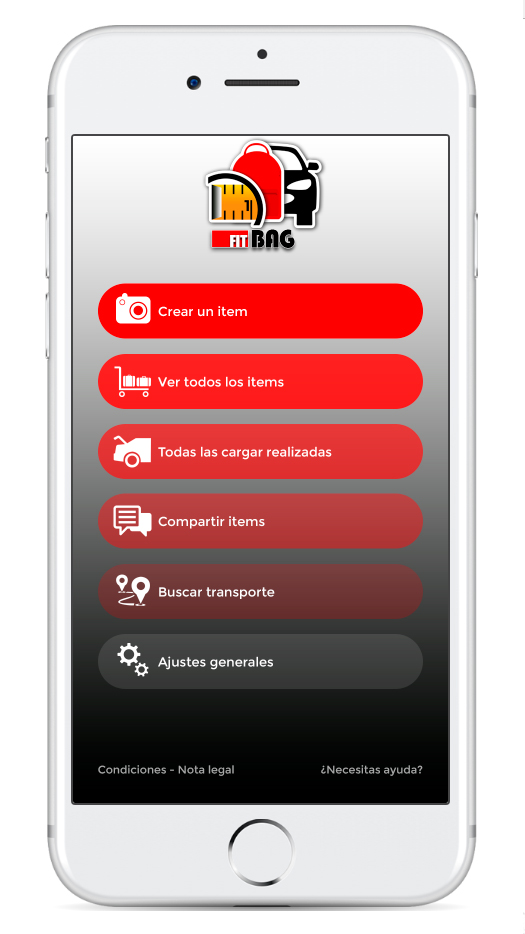 FIT BAG
Crear un item
Ver todos los items
Todas las cargar realizadas
Compartir items
Buscar transporte
Ajustes generales
Condiciones - Nota legal
¿Necesitas ayuda?